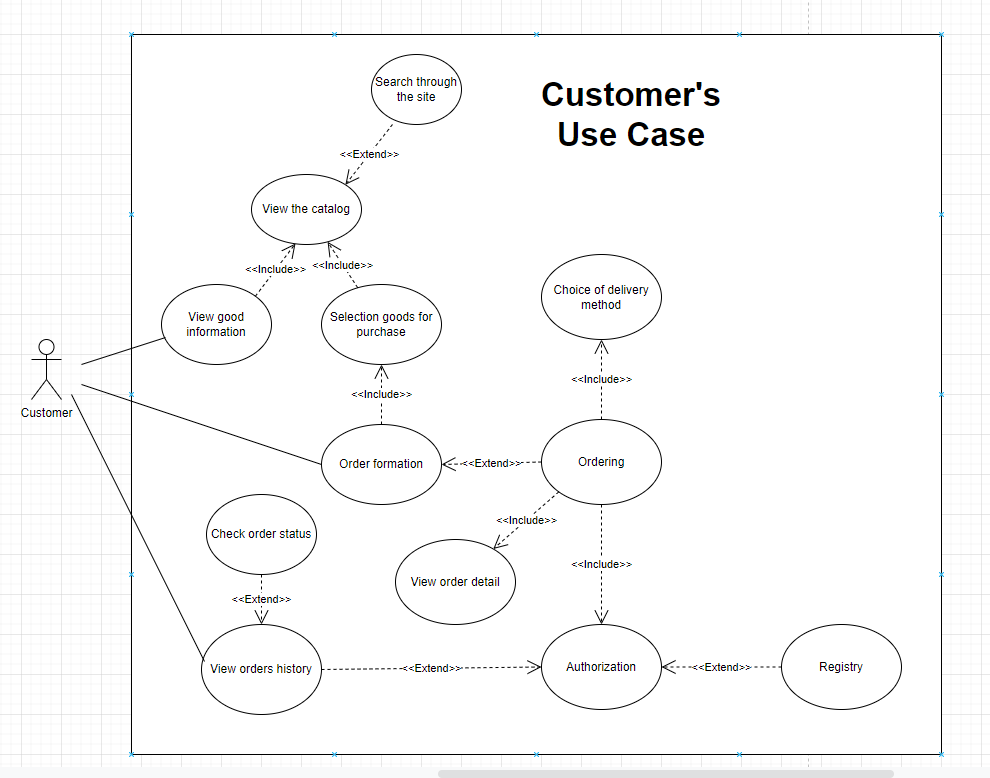 Customer's
Use Case
Search through
the site
<<Extend>>
View the catalog
<<Include>>
<<Include>>
View good
information
Selection goods for
purchase
Choice of delivery
method
Customer
<<Include>>
<<Include>>
Order formation
<<Extend>>
Ordering
<<Include>>
Check order status
View order detail
<<Include>>
<<Extend>>
View orders history
<<Extend>>
Authorization
<<Extend>>
Registry